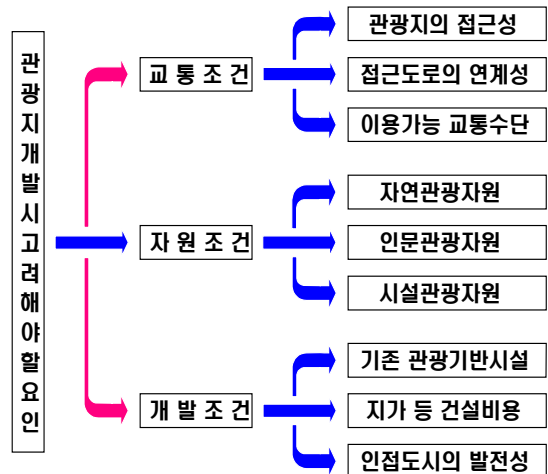 관광지개발시고려해야할요인
교통조건
관광지의 접근성
접근도로의 연계성
이용가능 교통수단
자원조건
자연관광자원
인문관광자원
시설관광자원
개발조건
기존 관광기반시설
지가 등 건설비용
인접도시의 발전성